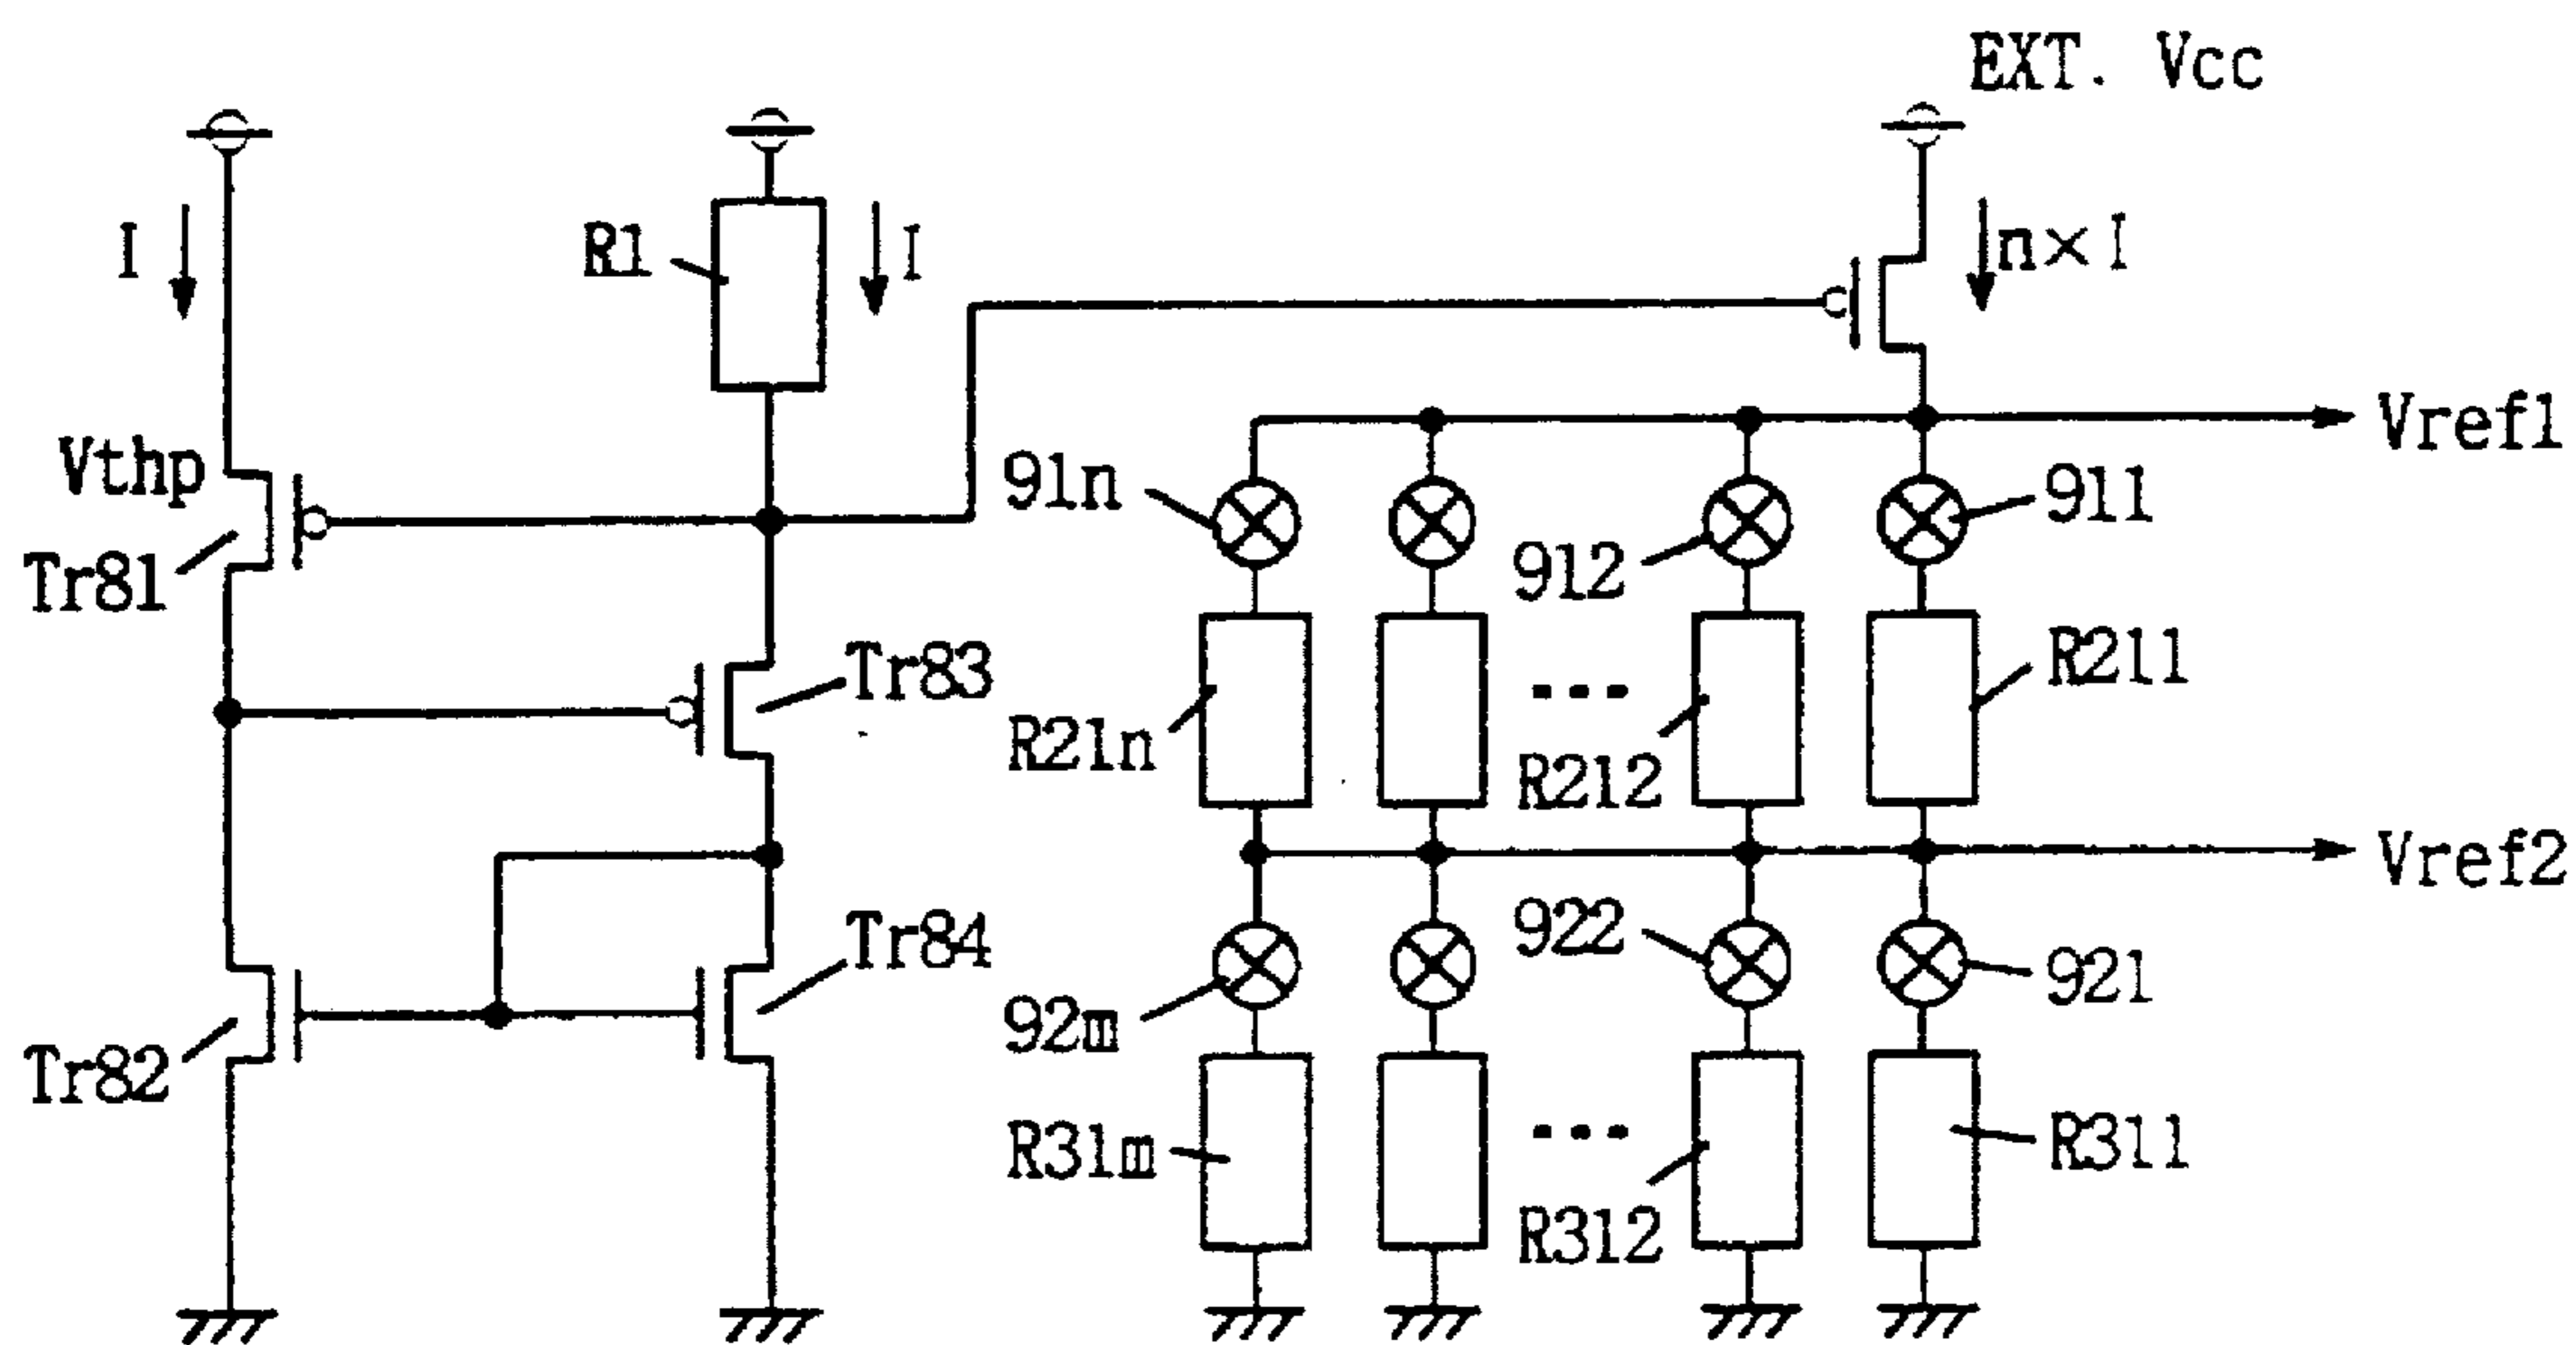 EXT. Vcc
I
R1
I
n×I
Vthp
Vref1
91n
911
912
Tr81
Tr83
R211
R21n
R212
Vref2
Tr84
922
921
92m
Tr82
R31m
R311
R312